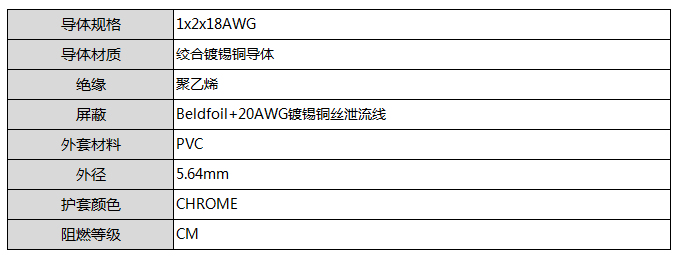 导体规格 1x2x18AWG
导体材质 绞合镀锡铜导体
绝缘 聚乙烯
屏蔽 Beldfoil+20AWG镀锡铜丝泄流线
外套材料 PVC
外径 5.64mm
护套颜色 CHROME
阻燃等级 CM